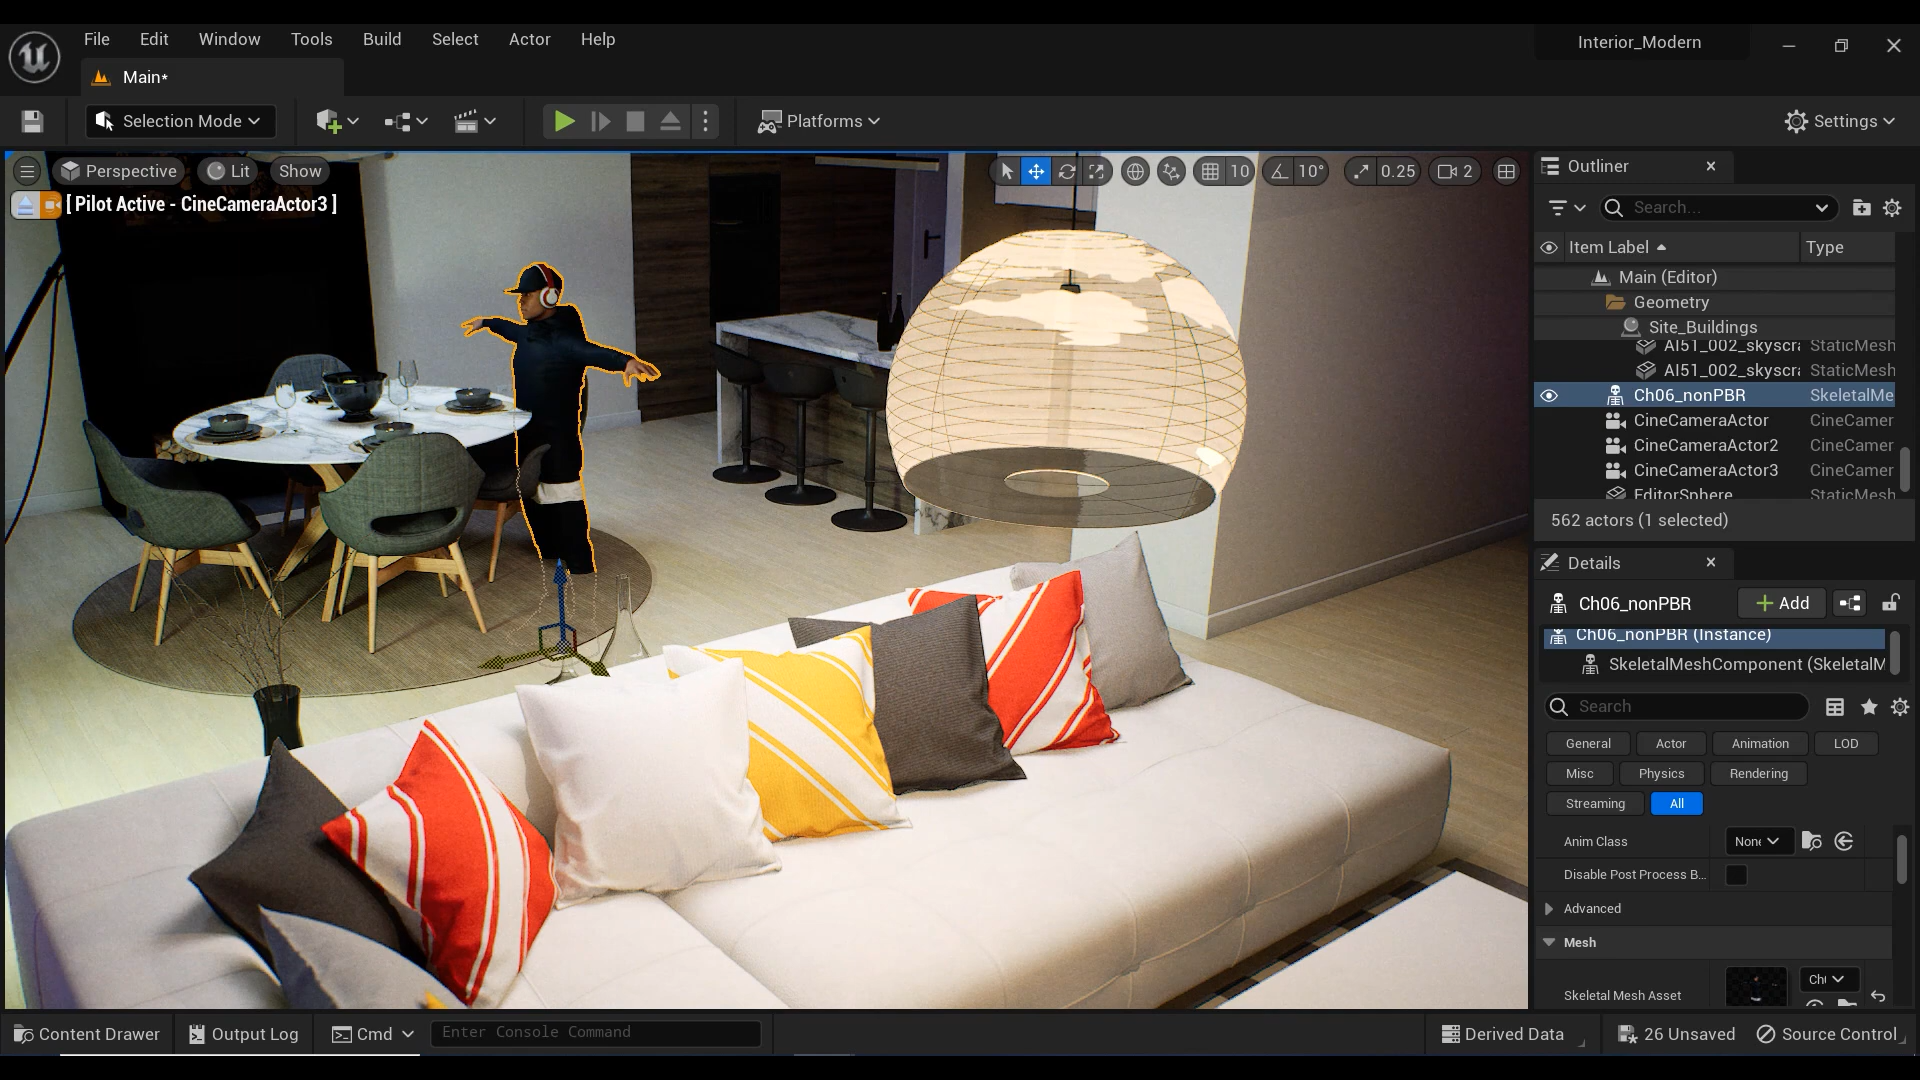 File Edit Window Tools Build Select Actor Help
Interior_Modern
Main*
Selection Mode
Platforms
Settings
Perspective Lit Show
10 10° 0.25 2
[ Pilot Active - CineCameraActor3 ]
Outliner
Search...
Item Label Type
Main (Editor)
Geometry
Site_Buildings
AI51_002_skyscra StaticMesh
AI51_002_skyscra StaticMesh
Ch06_nonPBR SkeletalMe
CineCameraActor CineCamer
CineCameraActor2 CineCamer
CineCameraActor3 CineCamer
EditorSphere StaticMesh
562 actors (1 selected)
Details
Ch06_nonPBR Add
Ch06_nonPBR (Instance)
SkeletalMeshComponent (SkeletalM
Search
General Actor Animation LOD
Misc Physics Rendering
Streaming All
Anim Class None
Disable Post Process B...
Advanced
Mesh
Skeletal Mesh Asset Ch
Content Drawer Output Log Cmd Enter Console Command Derived Data 26 Unsaved Source Control